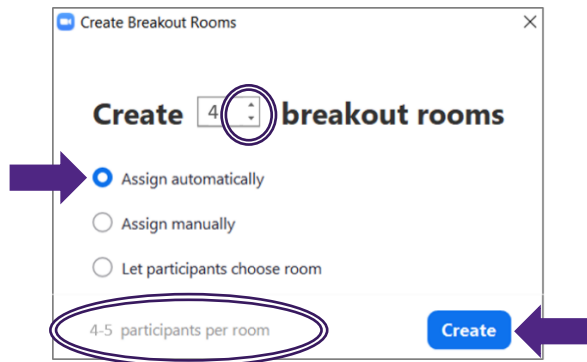 Create Breakout Rooms
Create 4 breakout rooms
Assign automatically
Assign manually
Let participants choose room
4-5 participants per room
Create